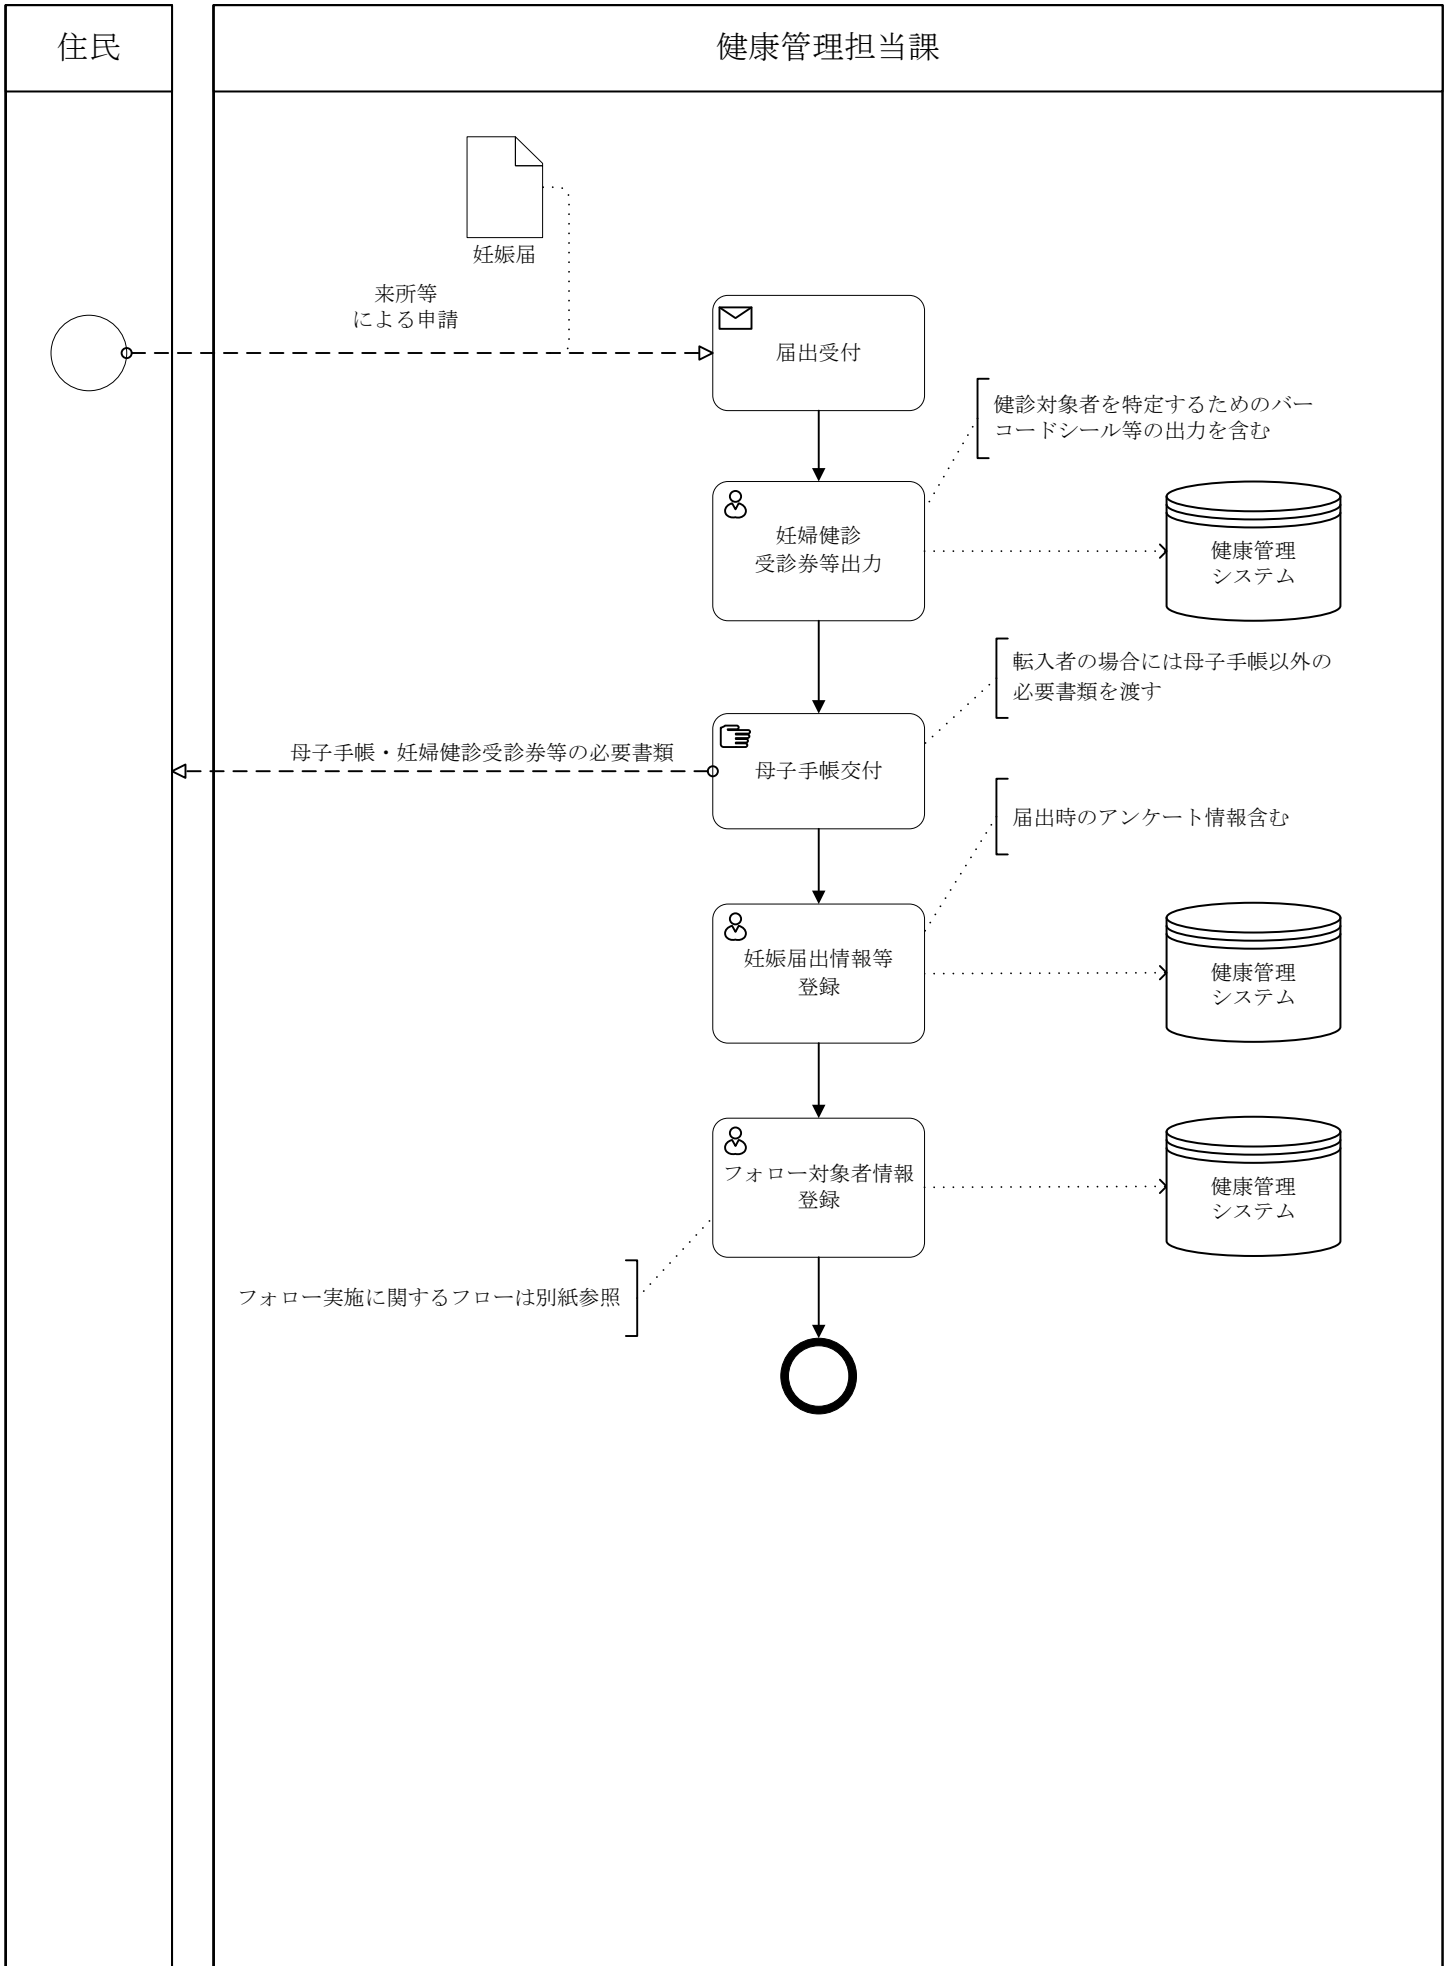 住民
健康管理担当課
妊娠届
来所等
による申請
届出受付
健診対象者を特定するためのバー
コードシール等の出力を含む
妊婦健診
受診券等出力
健康管理
システム
転入者の場合には母子手帳以外の
必要書類を渡す
母子手帳・妊婦健診受診券等の必要書類
母子手帳交付
届出時のアンケート情報含む
妊娠届出情報等
登録
健康管理
システム
フォロー対象者情報
登録
健康管理
システム
フォロー実施に関するフローは別紙参照